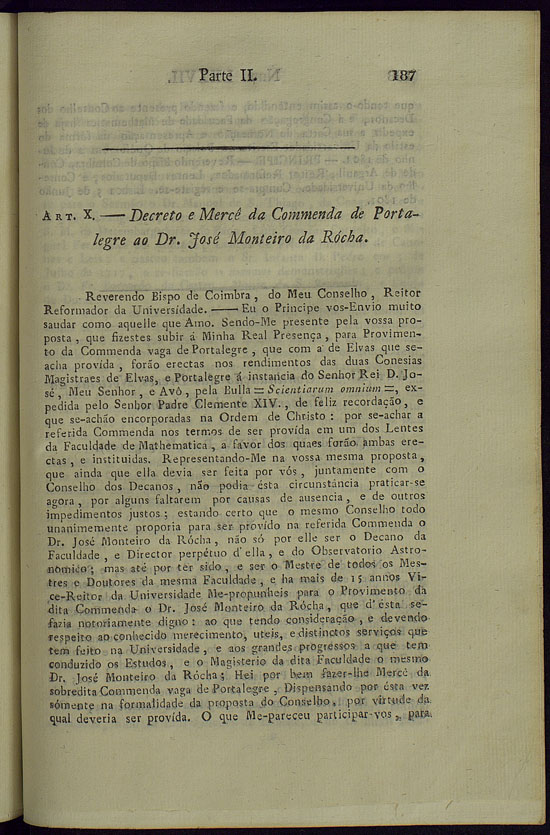 Parte II. 187
ART. X. — Decreto e Mercê da Commenda de Porta-
legre ao Dr. José Monteiro da Rócha.
Reverendo Bispo de Coimbra , do Meu Conselho , Reitor
Reformador da Universidade. — Eu o Principe vos-Envio muito
saudar como aquelle que Amo. Sendo-Me presente pela vossa pro-
posta , que fizestes subir á Minha Real Presença , para Provimen-
to da Commenda vaga de Portalegre , que com a de Elvas que se-
acha provída , forão erectas nos rendimentos das duas Conesias
Magistraes de Elvas, e Portalegre á instancia do Senhor Rei D. Jo-
sé , Meu Senhor , e Avô , pela Bulla = Scientiarum omnium =, ex-
pedida pelo Senhor Padre Clemente XIV. , de feliz recordação , e
que se-achão encorporadas na Ordem de Christo : por se-achar a
referida Commenda nos termos de ser provída em um dos Lentes
da Faculdade de Mathematica , a favor dos quaes forão ambas ere-
ctas , e instituidas. Representando-Me na vossa mesma proposta ,
que ainda que ella devia ser feita por vós , juntamente com o
Conselho dos Decanos , não podia ésta circunstância praticar-se
agora , por alguns faltarem por causas de ausencia , e de outros
impedimentos justos ; estando certo que o mesmo Conselho todo
unanimemente proporia para ser provído na referida Commenda o
Dr. José Monteiro da Rócha , não só por elle ser o Decano da
Faculdade , e Director perpétuo d'ella , e do Observatorio Astro-
nômico ; mas até por ter sido , e ser o Mestre de todos os Mes-
tres e Doutores da mesma Faculdade , e ha mais de 15 annos Vi-
ce-Reitor da Universidade Me-propunheis para o Provimento da
dita Commenda o Dr. José Monteiro da Rócha , que d'ésta se-
fazia notoriamente digno : ao que tendo consideração , e devendo
respeito ao conhecido merecimento, uteis, e distinctos serviços que
tem feito na Universidade , e aos grandes progressos a que tem
conduzido os Estudos , e o Magisterio da dita Faculdade o mesmo
Dr. José Monteiro da Rócha ; Hei por bem fazer-lhe Mercê da
sobredita Commenda vaga de Portalegre , Dispensando por ésta vez
sómente na formalidade da proposta do Conselho, por virtude da
qual deveria ser provída. O que Me-pareceu participar-vos , para